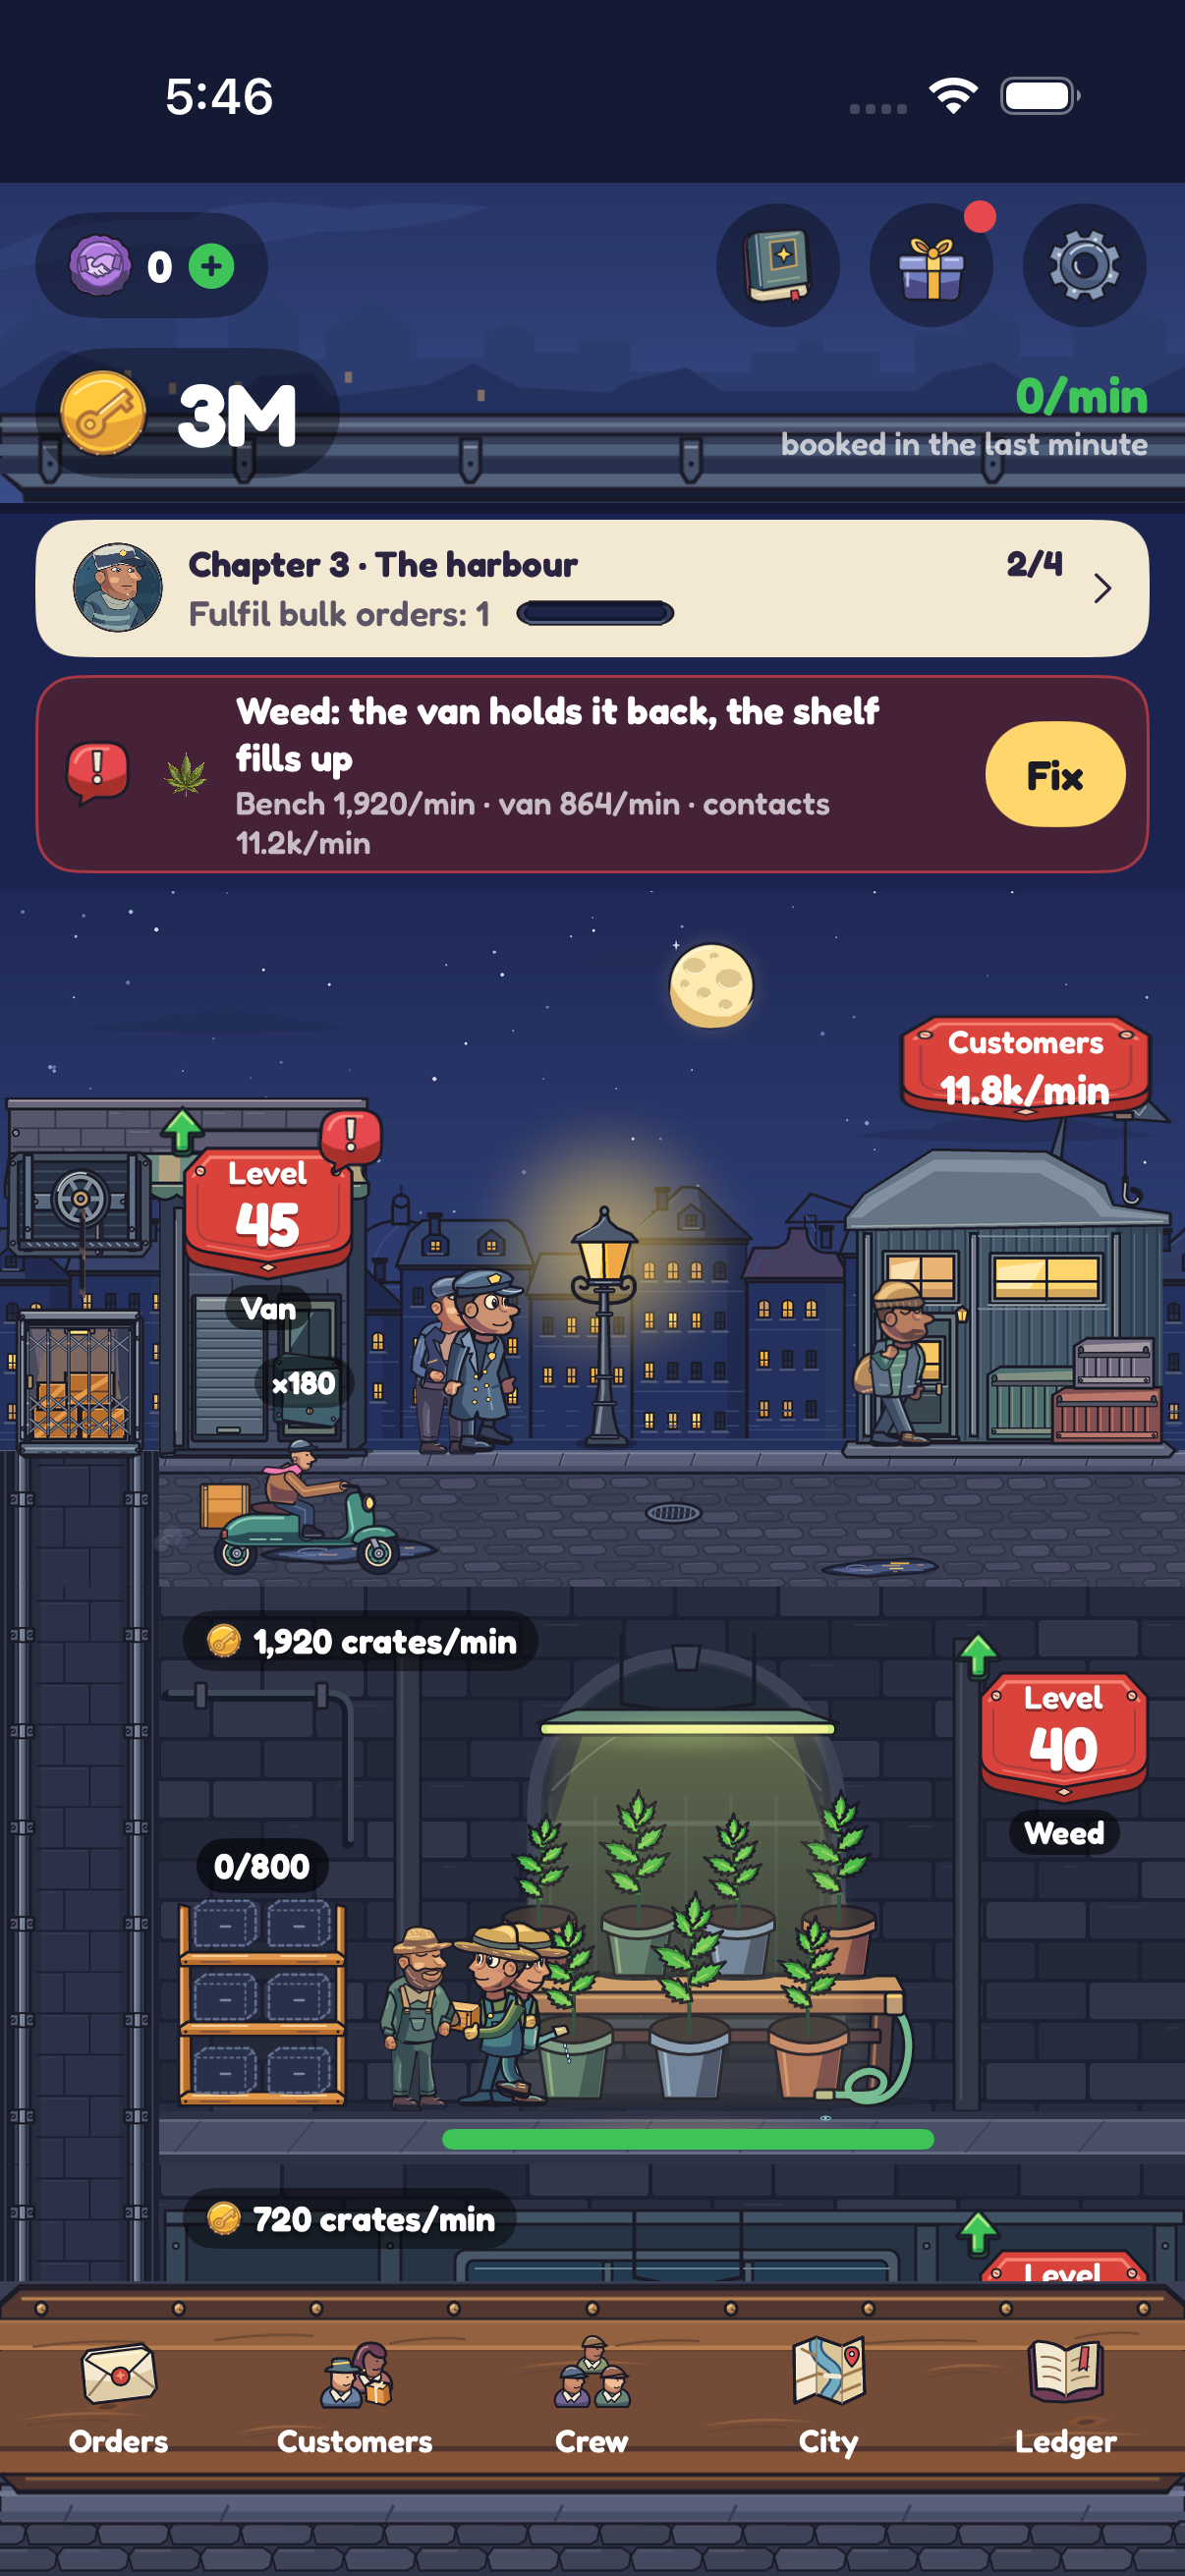 5:46
0
3M
0/min
booked in the last minute
Chapter 3 · The harbour
2/4
Fulfil bulk orders: 1
Weed: the van holds it back, the shelf
fills up
Bench 1,920/min · van 864/min · contacts
11.2k/min
Fix
Customers
11.8k/min
Level
45
Van
×180
1,920 crates/min
Level
40
Weed
0/800
720 crates/min
Level
Orders
Customers
Crew
City
Ledger